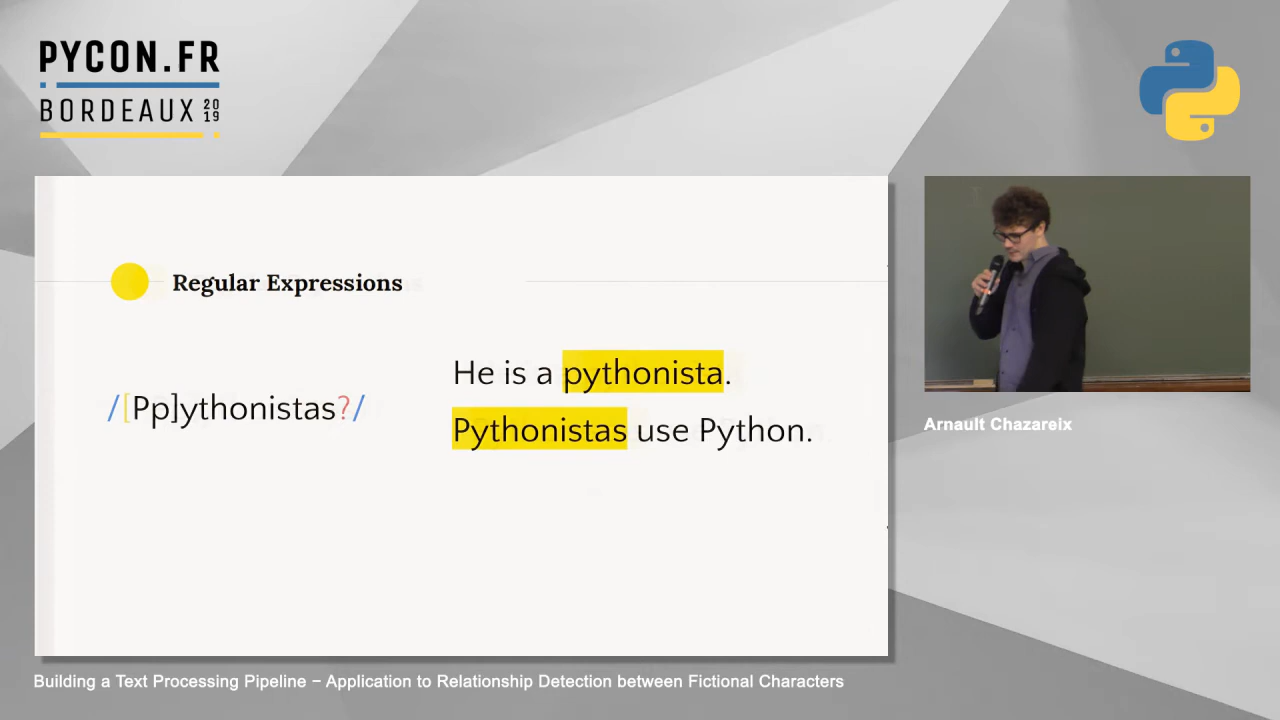 PYCON.FR
BORDEAUX 2019
Regular Expressions
/[Pp]ythonistas?/
He is a pythonista.
Pythonistas use Python.
Arnault Chazareix
Building a Text Processing Pipeline – Application to Relationship Detection between Fictional Characters